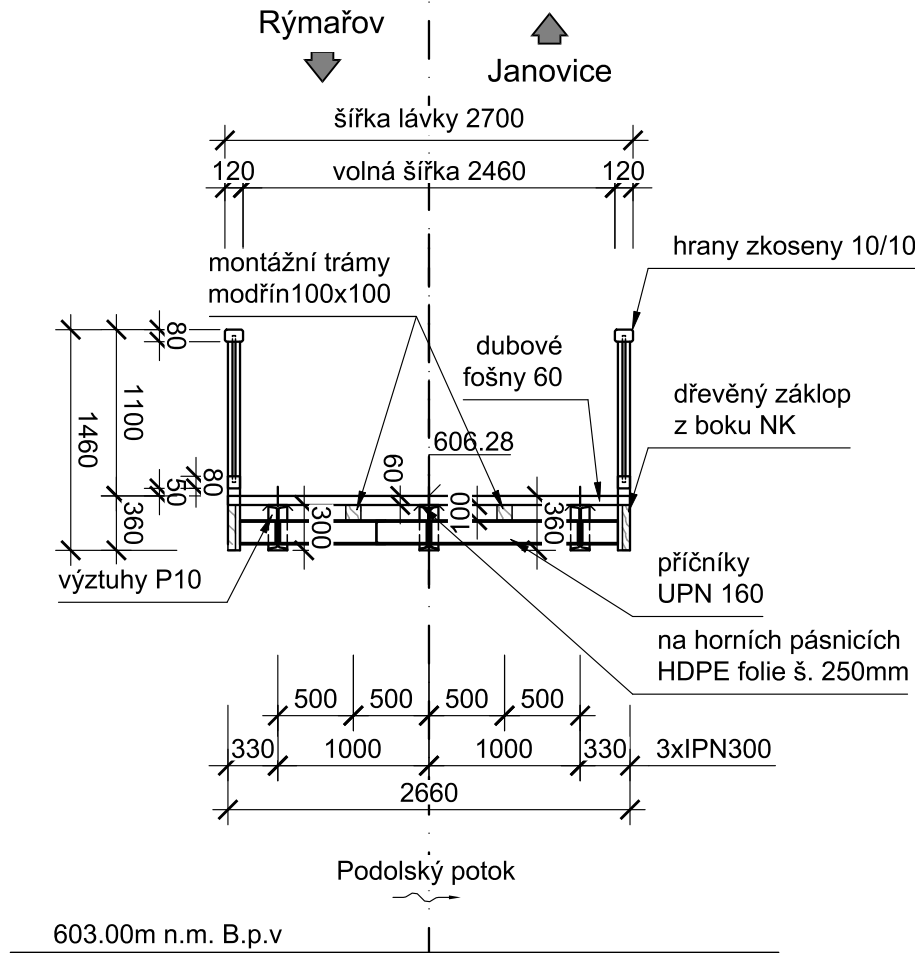 Rýmařov
Janovice
šířka lávky 2700
120
volná šířka 2460
120
hrany zkoseny 10/10
montážní trámy
modřín100x100
80
dubové
fošny 60
dřevěný záklop
z boku NK
1100
1460
606.28
80
50
60
100
360
300
360
výztuhy P10
příčníky
UPN 160
na horních pásnicích
HDPE folie š. 250mm
500
500
500
500
330
1000
1000
330
3xIPN300
2660
Podolský potok
603.00m n.m. B.p.v